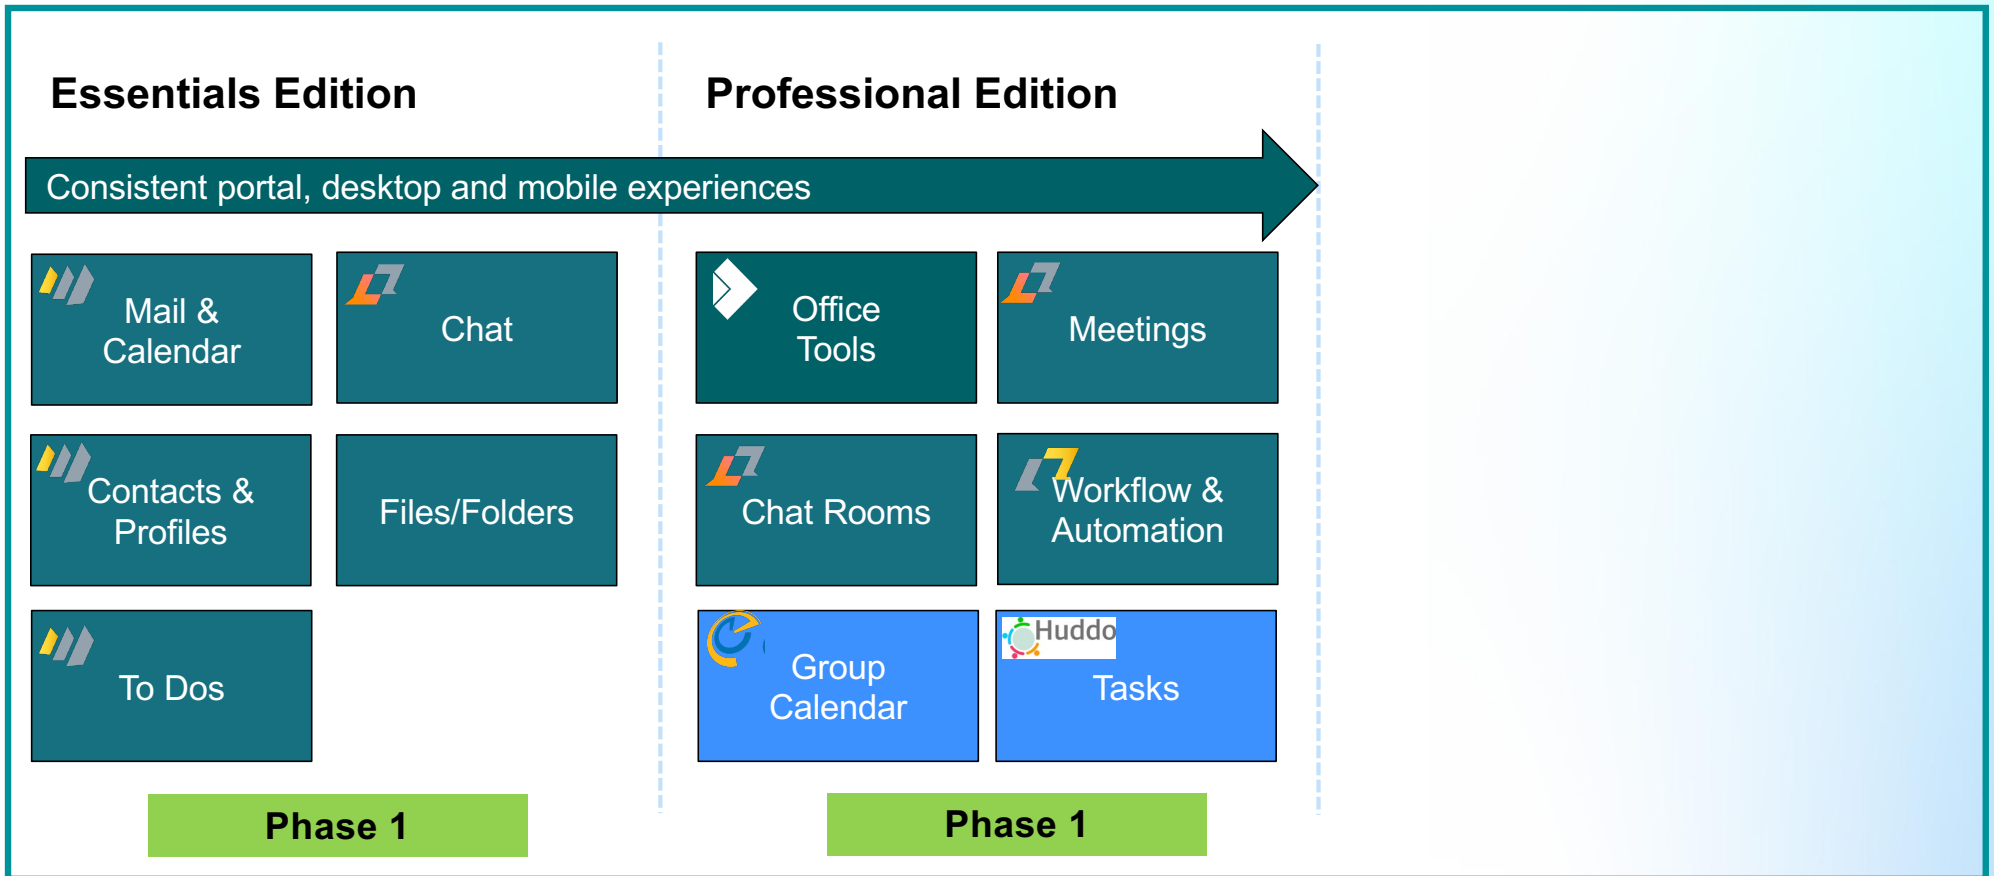 Essentials Edition
Professional Edition
Consistent portal, desktop and mobile experiences
Mail &
Calendar
Chat
Office
Tools
Meetings
Contacts &
Profiles
Files/Folders
Chat Rooms
Workflow &
Automation
To Dos
Group
Calendar
Huddo
Tasks
Phase 1
Phase 1